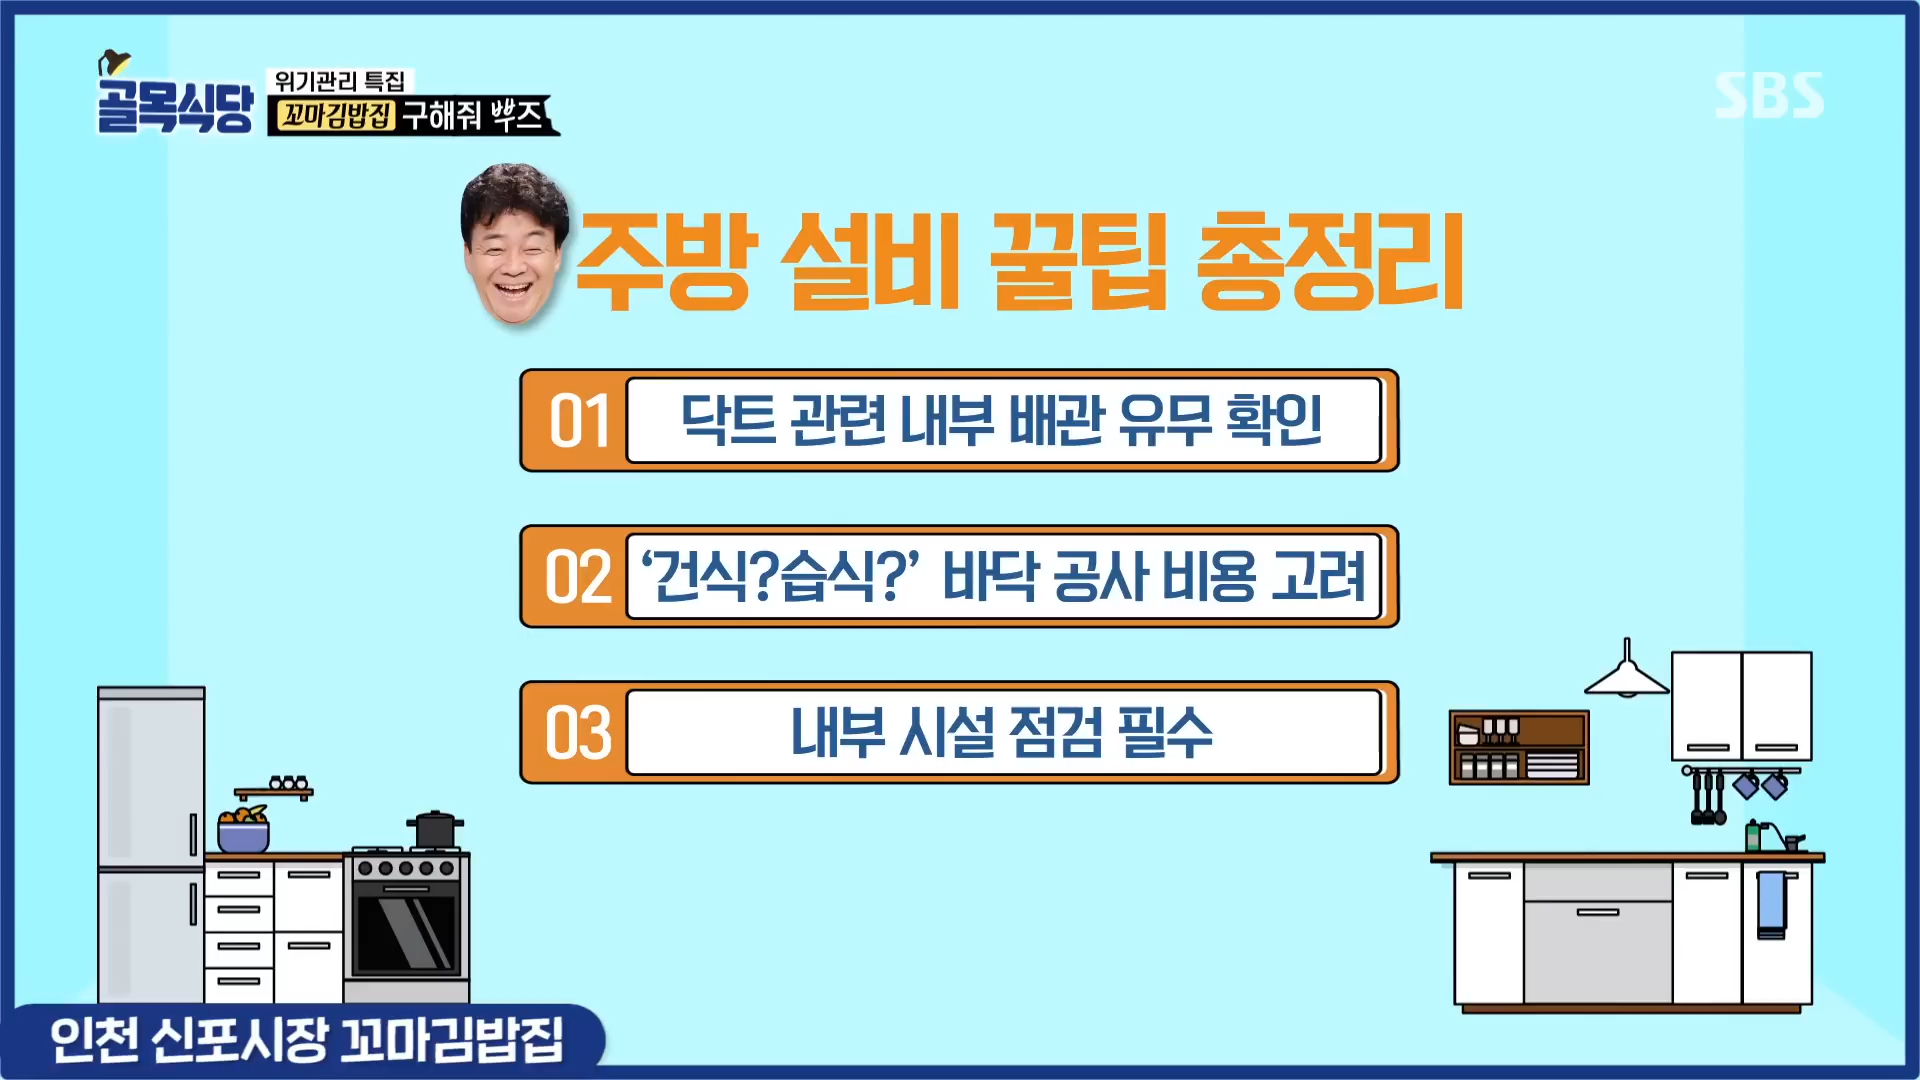 골목식당
위기관리 특집
꼬마김밥집 구해줘 뿌즈
SBS
주방 설비 꿀팁 총정리
01 닥트 관련 내부 배관 유무 확인
02 ‘건식?습식?’ 바닥 공사 비용 고려
03 내부 시설 점검 필수
인천 신포시장 꼬마김밥집